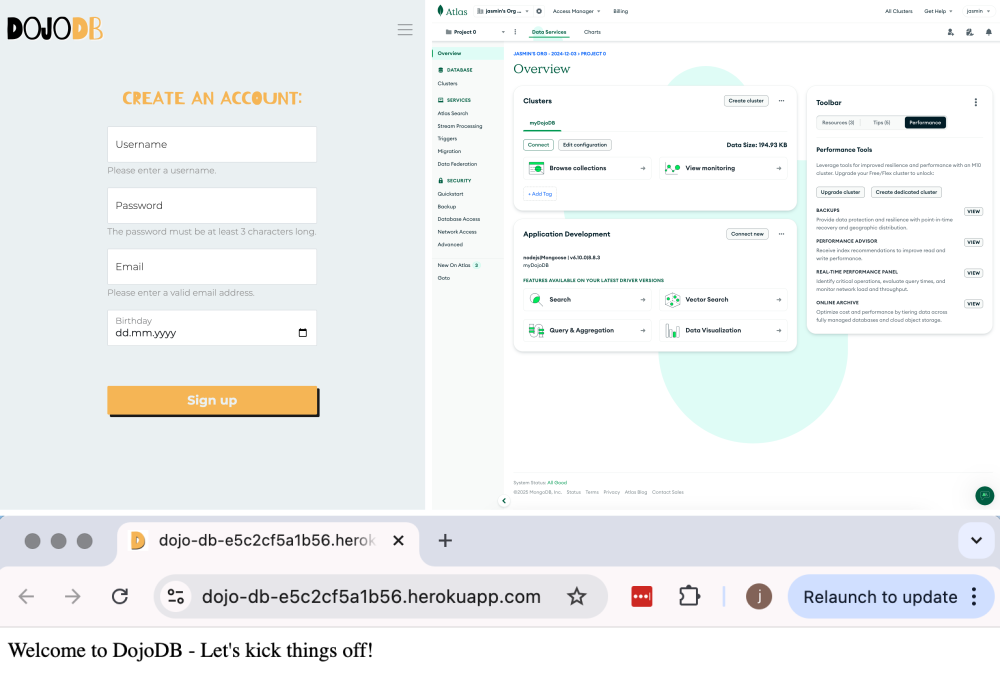 DOJODB
CREATE AN ACCOUNT:
Username
Please enter a username.
Password
The password must be at least 3 characters long.
Email
Please enter a valid email address.
Birthday
dd.mm.yyyy
Sign up
Atlas
jasmin's Org ...
Access Manager
Billing
All Clusters
Get Help
jasmin
Project 0
Data Services
Charts
Overview
DATABASE
Clusters
SERVICES
Atlas Search
Stream Processing
Triggers
Migration
Data Federation
SECURITY
Quickstart
Backup
Database Access
Network Access
Advanced
New On Atlas
Goto
JASMIN'S ORG - 2024-12-03 > PROJECT 0
Overview
Clusters
Create cluster
myDojoDB
Connect
Edit configuration
Data Size: 194.93 KB
Browse collections
View monitoring
+ Add Tag
Application Development
Connect now
nodejs|Mongoose | v6.10.0|8.8.3
myDojoDB
FEATURES AVAILABLE ON YOUR LATEST DRIVER VERSIONS
Search
Vector Search
Query & Aggregation
Data Visualization
Toolbar
Resources (3)
Tips (5)
Performance
Performance Tools
Leverage tools for improved resilience and performance with an M10
cluster. Upgrade your Free/Flex cluster to unlock:
Upgrade cluster
Create dedicated cluster
BACKUPS
VIEW
Provide data protection and resilience with point-in-time
recovery and geographic distribution.
PERFORMANCE ADVISOR
VIEW
Receive index recommendations to improve read and
write performance.
REAL-TIME PERFORMANCE PANEL
VIEW
Identify critical operations, evaluate query times, and
monitor network load and throughput.
ONLINE ARCHIVE
VIEW
Optimize cost and performance by tiering data across
fully managed databases and cloud object storage.
System Status: All Good
©2025 MongoDB, Inc.
Status
Terms
Privacy
Atlas Blog
Contact Sales
dojo-db-e5c2cf5a1b56.herok
dojo-db-e5c2cf5a1b56.herokuapp.com
j
Relaunch to update
Welcome to DojoDB - Let's kick things off!